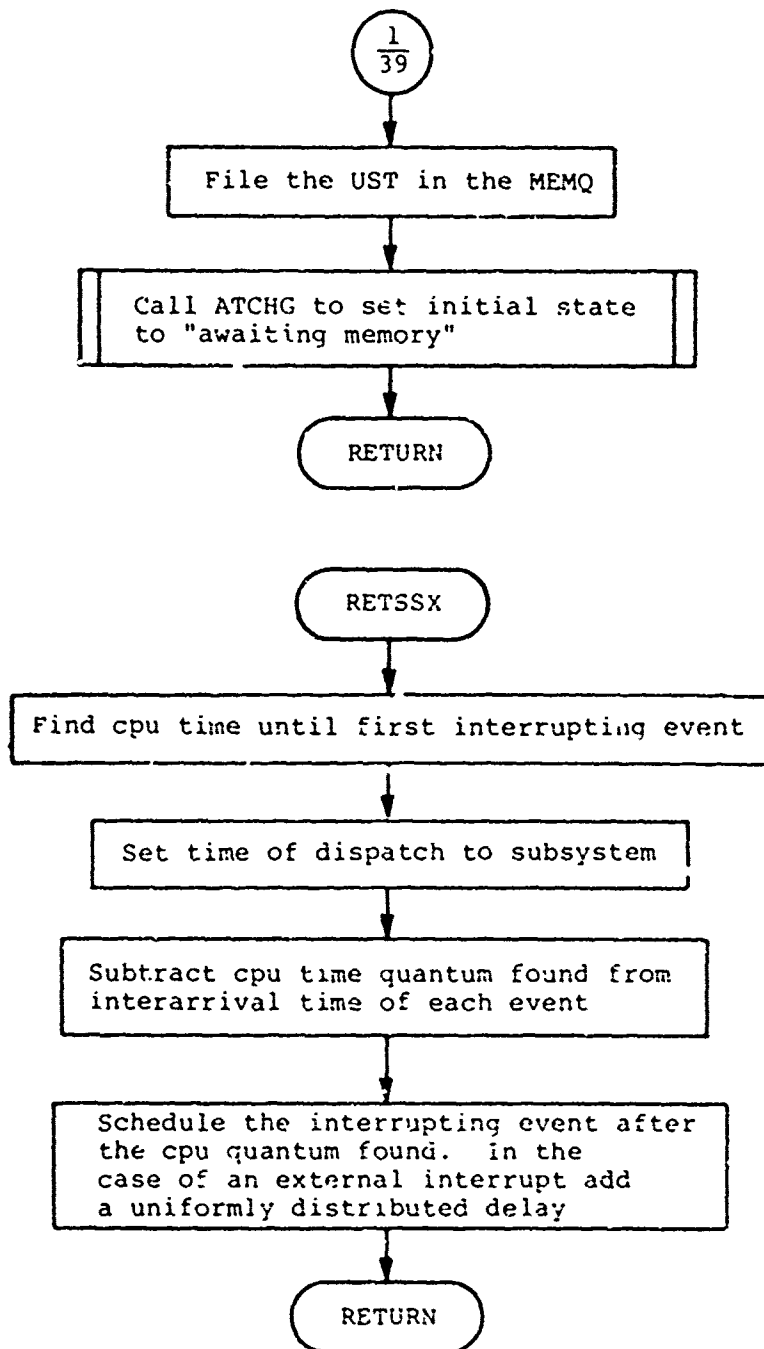 1
39
File the UST in the MEMQ
Call ATCHG to set initial state
to "awaiting memory"
RETURN
RETSSX
Find cpu time until first interrupting event
Set time of dispatch to subsystem
Subtract cpu time quantum found from
interarrival time of each event
Schedule the interrupting event after
the cpu quantum found. In the
case of an external interrupt add
a uniformly distributed delay
RETURN